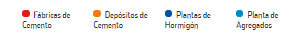 Fábricas de Cemento
Depósitos de Cemento
Plantas de Hormigón
Planta de Agregados